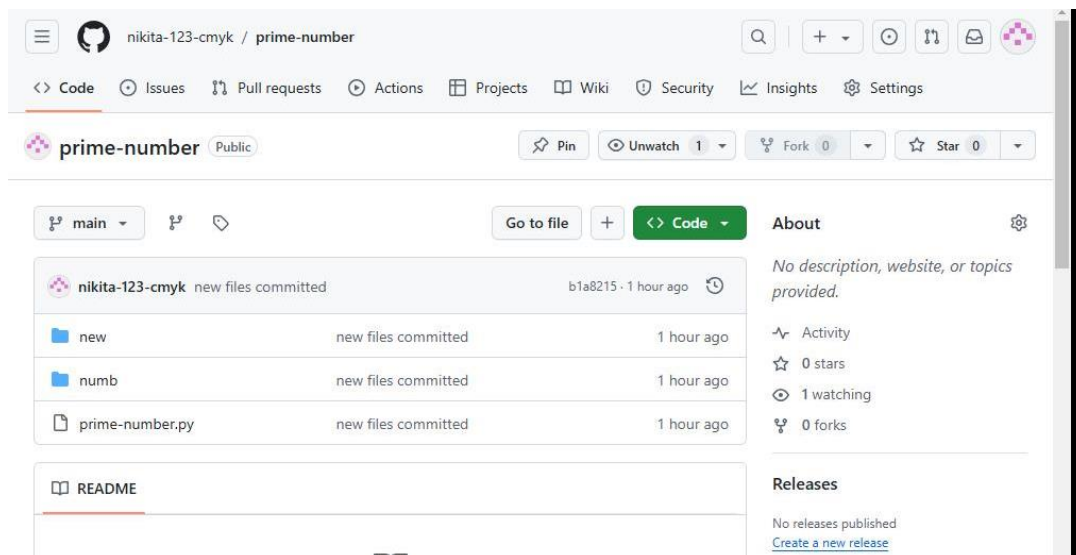 nikita-123-cmyk / prime-number
Code Issues Pull requests Actions Projects Wiki Security Insights Settings
prime-number Public Pin Unwatch 1 Fork 0 Star 0
main Go to file + Code
nikita-123-cmyk new files committed b1a8215 · 1 hour ago
new new files committed 1 hour ago
numb new files committed 1 hour ago
prime-number.py new files committed 1 hour ago
README
About
No description, website, or topics
provided.
Activity
0 stars
1 watching
0 forks
Releases
No releases published
Create a new release